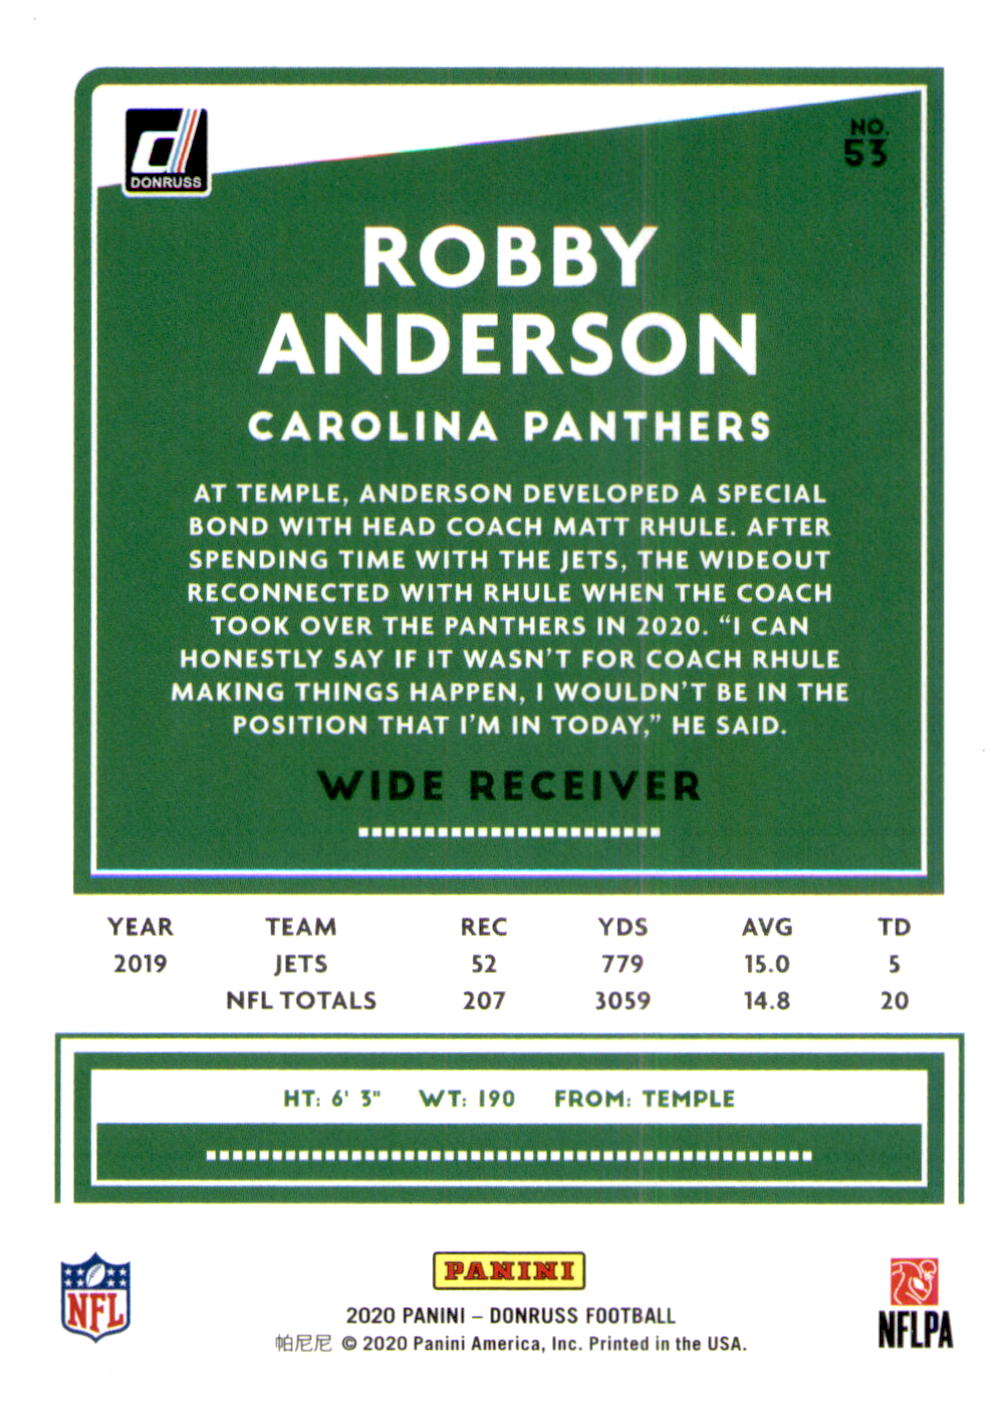 DONRUSS
NO.
53
ROBBY
ANDERSON
CAROLINA PANTHERS
AT TEMPLE, ANDERSON DEVELOPED A SPECIAL
BOND WITH HEAD COACH MATT RHULE. AFTER
SPENDING TIME WITH THE JETS, THE WIDEOUT
RECONNECTED WITH RHULE WHEN THE COACH
TOOK OVER THE PANTHERS IN 2020. “I CAN
HONESTLY SAY IF IT WASN’T FOR COACH RHULE
MAKING THINGS HAPPEN, I WOULDN’T BE IN THE
POSITION THAT I’M IN TODAY,” HE SAID.
WIDE RECEIVER
YEAR TEAM REC YDS AVG TD
2019 JETS 52 779 15.0 5
NFL TOTALS 207 3059 14.8 20
HT: 6' 3" WT: 190 FROM: TEMPLE
NFL
PANINI
NFLPA
2020 PANINI – DONRUSS FOOTBALL
帕尼尼 © 2020 Panini America, Inc. Printed in the USA.